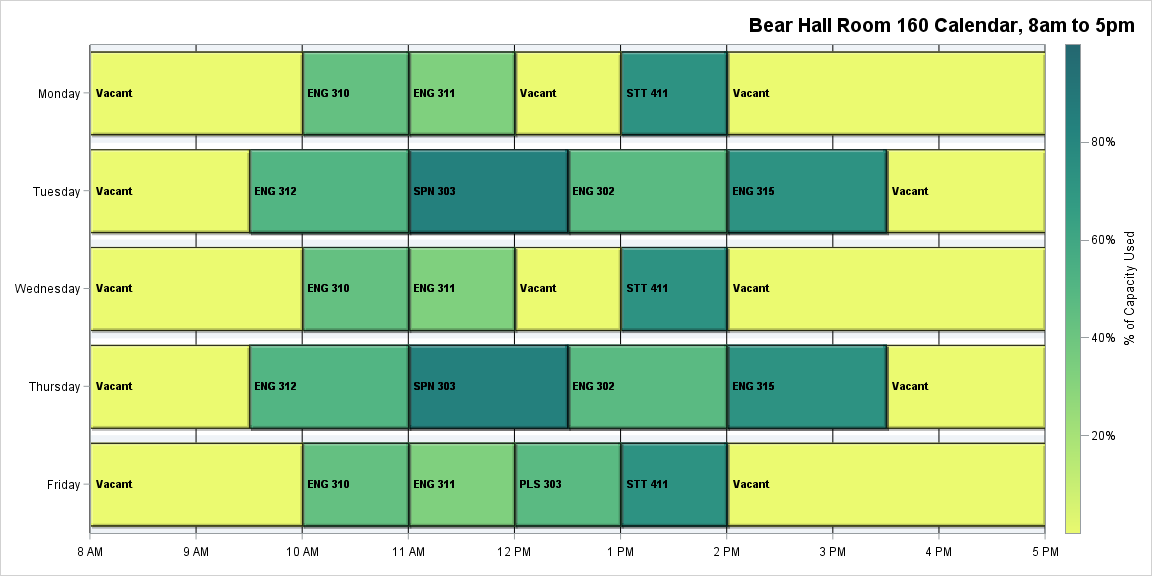 Bear Hall Room 160 Calendar, 8am to 5pm
Monday
Vacant
ENG 310
ENG 311
Vacant
STT 411
Vacant
Tuesday
Vacant
ENG 312
SPN 303
ENG 302
ENG 315
Vacant
Wednesday
Vacant
ENG 310
ENG 311
Vacant
STT 411
Vacant
Thursday
Vacant
ENG 312
SPN 303
ENG 302
ENG 315
Vacant
Friday
Vacant
ENG 310
ENG 311
PLS 303
STT 411
Vacant
8 AM
9 AM
10 AM
11 AM
12 PM
1 PM
2 PM
3 PM
4 PM
5 PM
80%
60%
40%
20%
% of Capacity Used